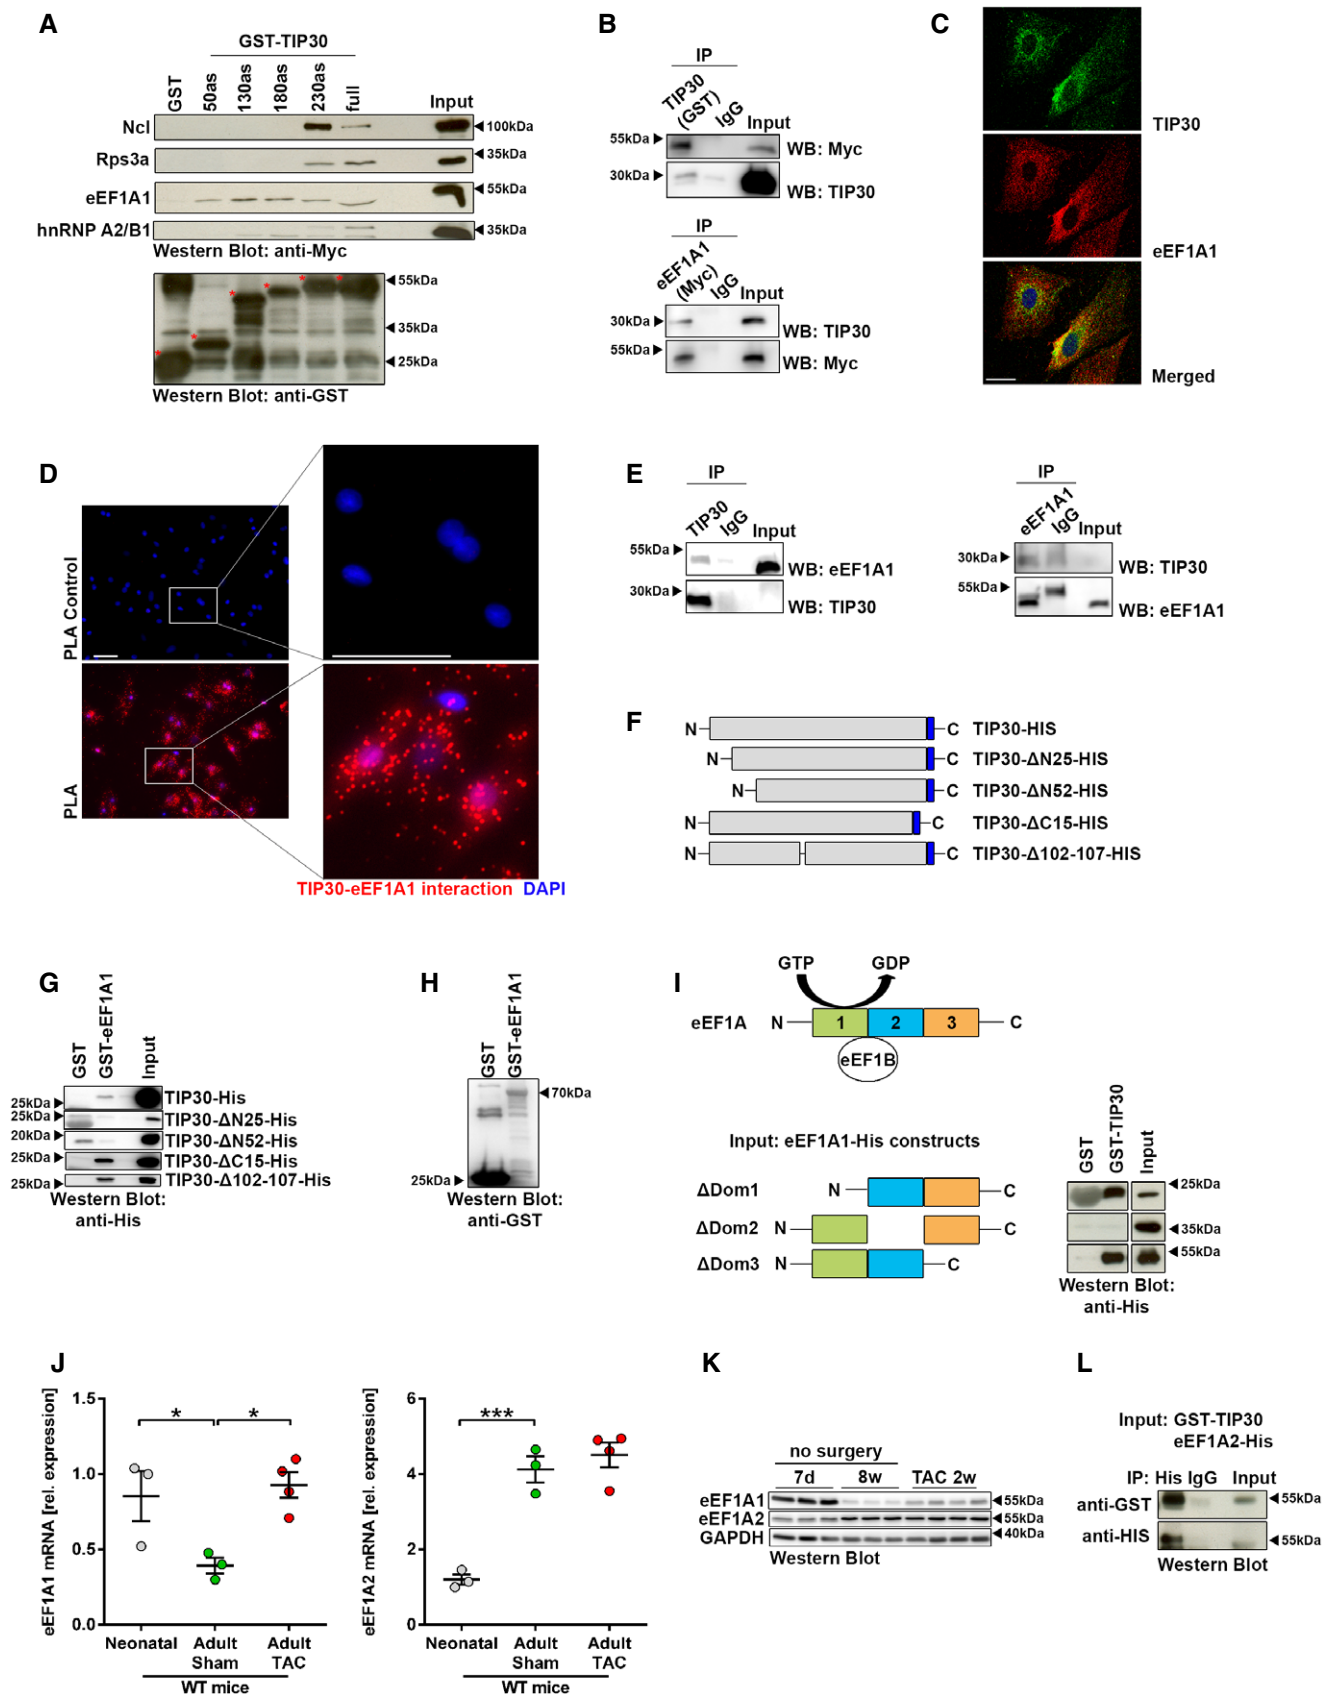 A
GST-TIP30
GST
50as
130as
180as
230as
full
Input
Ncl
100kDa
Rps3a
35kDa
eEF1A1
55kDa
hnRNP A2/B1
35kDa
Western Blot: anti-Myc
55kDa
35kDa
25kDa
Western Blot: anti-GST
B
IP
TIP30
(GST)
IgG
Input
55kDa
WB: Myc
30kDa
WB: TIP30
IP
eEF1A1
(Myc)
IgG
Input
30kDa
WB: TIP30
55kDa
WB: Myc
C
TIP30
eEF1A1
Merged
D
PLA Control
PLA
TIP30-eEF1A1 interaction DAPI
E
IP
TIP30
IgG
Input
55kDa
WB: eEF1A1
30kDa
WB: TIP30
IP
eEF1A1
IgG
Input
30kDa
WB: TIP30
55kDa
WB: eEF1A1
F
N C TIP30-HIS
N C TIP30-ΔN25-HIS
N C TIP30-ΔN52-HIS
N C TIP30-ΔC15-HIS
N C TIP30-Δ102-107-HIS
G
GST
GST-eEF1A1
Input
25kDa TIP30-His
25kDa TIP30-ΔN25-His
20kDa TIP30-ΔN52-His
25kDa TIP30-ΔC15-His
25kDa TIP30-Δ102-107-His
Western Blot:
anti-His
H
GST
GST-eEF1A1
70kDa
25kDa
Western Blot:
anti-GST
I
GTP GDP
eEF1A N 1 2 3 C
eEF1B
Input: eEF1A1-His constructs
ΔDom1 N C
ΔDom2 N C
ΔDom3 N C
GST
GST-TIP30
Input
25kDa
35kDa
55kDa
Western Blot:
anti-His
J
eEF1A1 mRNA [rel. expression]
1.5
1.0
0.5
0.0
* *
Neonatal
Adult
Sham
Adult
TAC
WT mice
eEF1A2 mRNA [rel. expression]
6
4
2
0
***
Neonatal
Adult
Sham
Adult
TAC
WT mice
K
no surgery
7d 8w TAC 2w
eEF1A1 55kDa
eEF1A2 55kDa
GAPDH 40kDa
Western Blot
L
Input: GST-TIP30
eEF1A2-His
IP: His IgG Input
anti-GST 55kDa
anti-HIS 55kDa
Western Blot